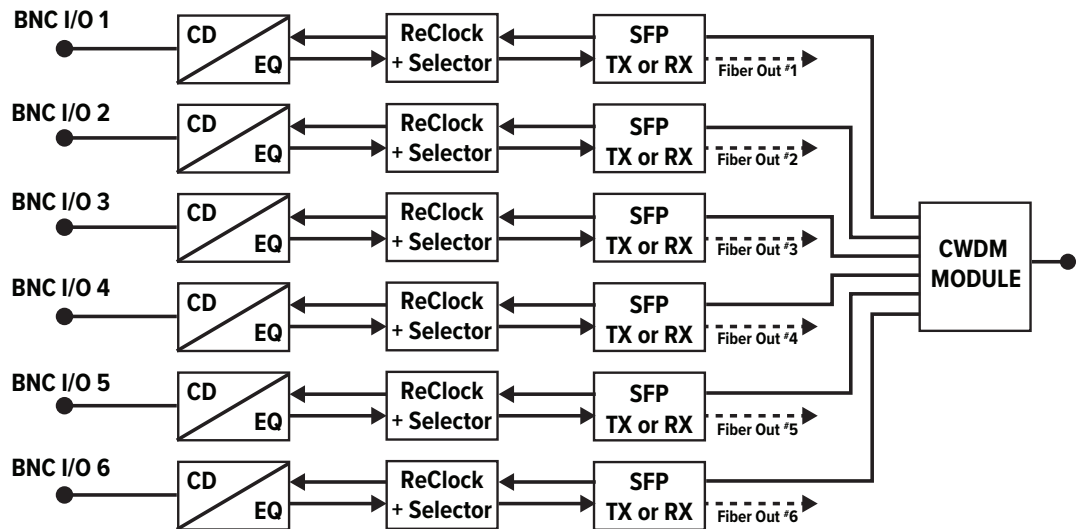 BNC I/O 1
CD
EQ
ReClock
+ Selector
SFP
TX or RX
Fiber Out #1
BNC I/O 2
CD
EQ
ReClock
+ Selector
SFP
TX or RX
Fiber Out #2
BNC I/O 3
CD
EQ
ReClock
+ Selector
SFP
TX or RX
Fiber Out #3
CWDM
MODULE
BNC I/O 4
CD
EQ
ReClock
+ Selector
SFP
TX or RX
Fiber Out #4
BNC I/O 5
CD
EQ
ReClock
+ Selector
SFP
TX or RX
Fiber Out #5
BNC I/O 6
CD
EQ
ReClock
+ Selector
SFP
TX or RX
Fiber Out #6